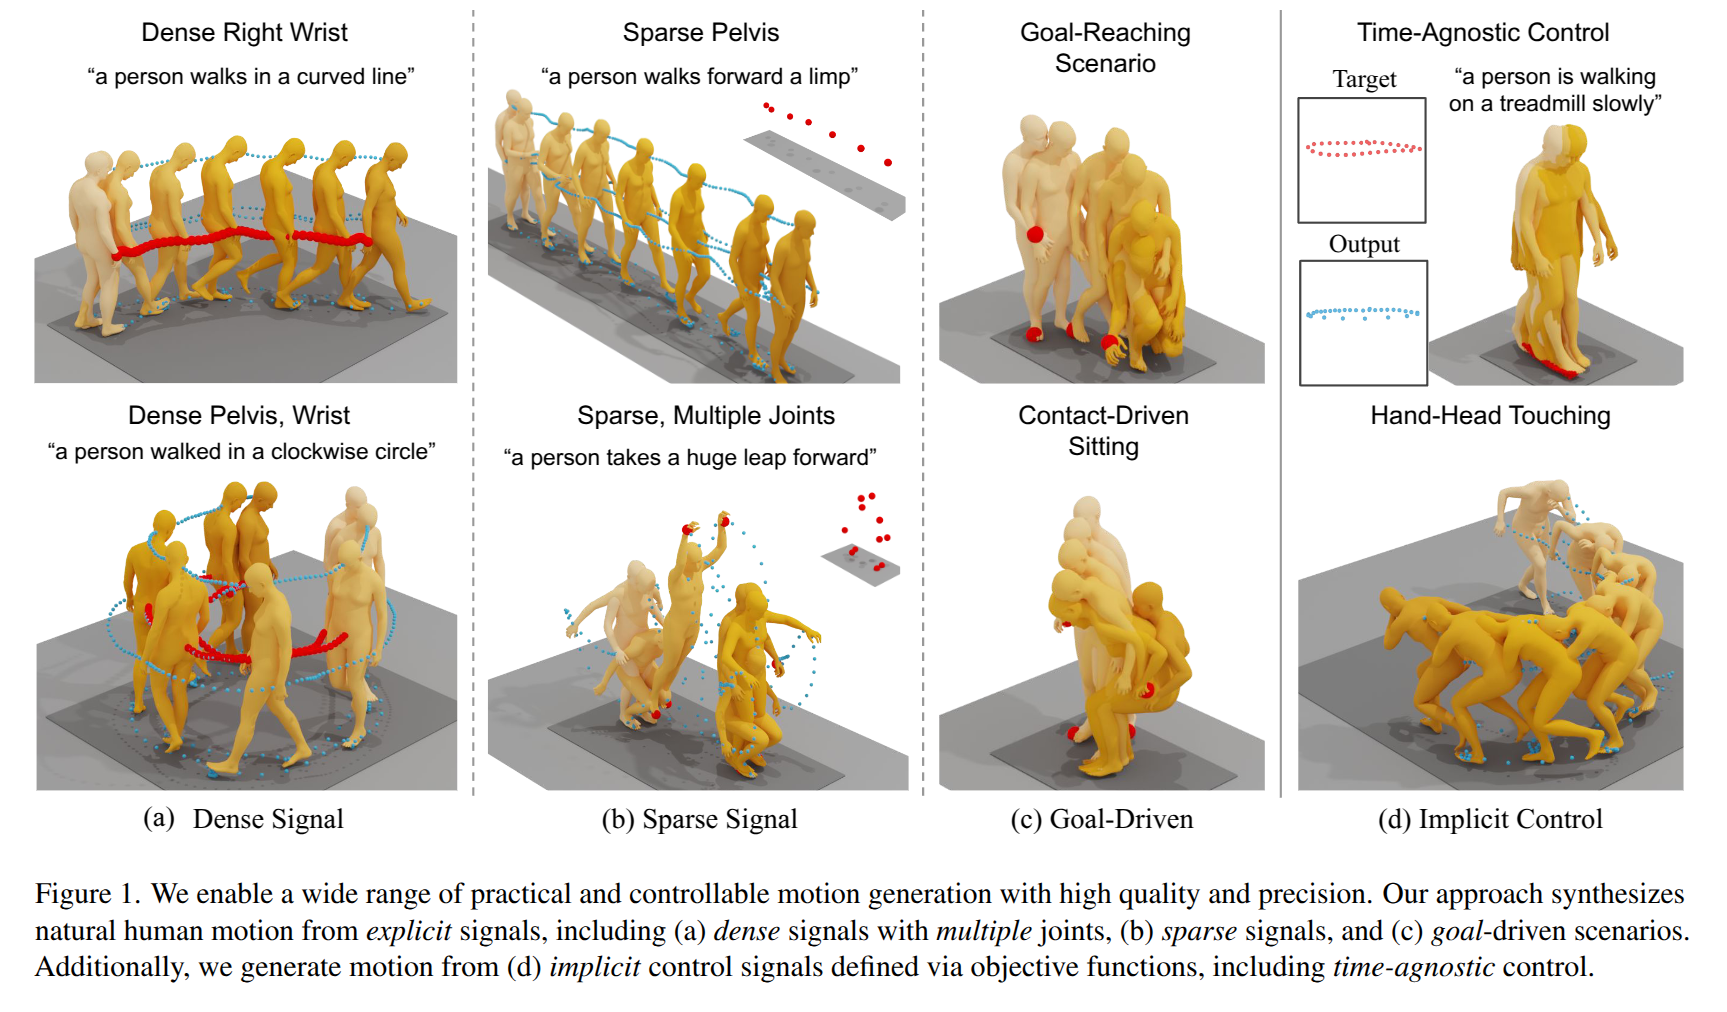 Dense Right Wrist
“a person walks in a curved line”
Sparse Pelvis
“a person walks forward a limp”
Goal-Reaching
Scenario
Time-Agnostic Control
Target
“a person is walking
on a treadmill slowly”
Output
Dense Pelvis, Wrist
“a person walked in a clockwise circle”
Sparse, Multiple Joints
“a person takes a huge leap forward”
Contact-Driven
Sitting
Hand-Head Touching
(a) Dense Signal
(b) Sparse Signal
(c) Goal-Driven
(d) Implicit Control
Figure 1. We enable a wide range of practical and controllable motion generation with high quality and precision. Our approach synthesizes
natural human motion from explicit signals, including (a) dense signals with multiple joints, (b) sparse signals, and (c) goal-driven scenarios.
Additionally, we generate motion from (d) implicit control signals defined via objective functions, including time-agnostic control.